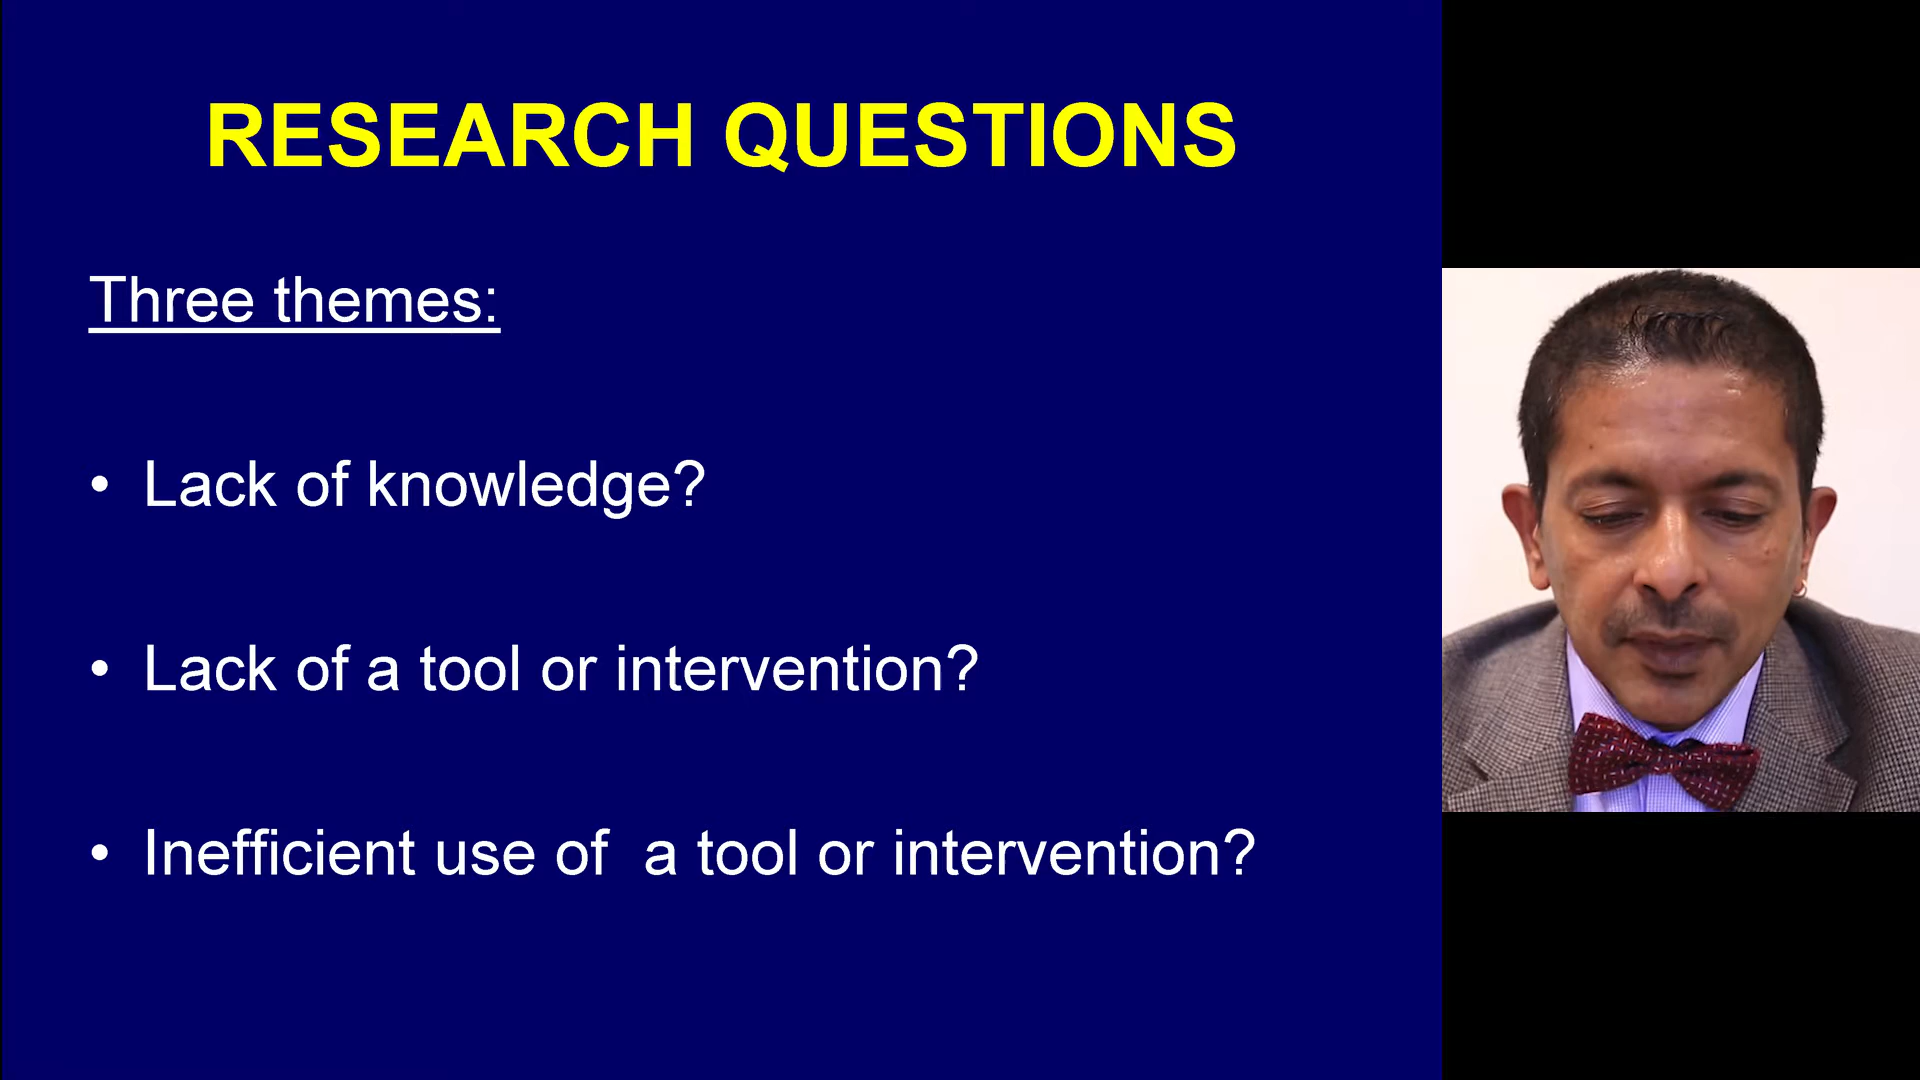 RESEARCH QUESTIONS
Three themes:
• Lack of knowledge?
• Lack of a tool or intervention?
• Inefficient use of  a tool or intervention?